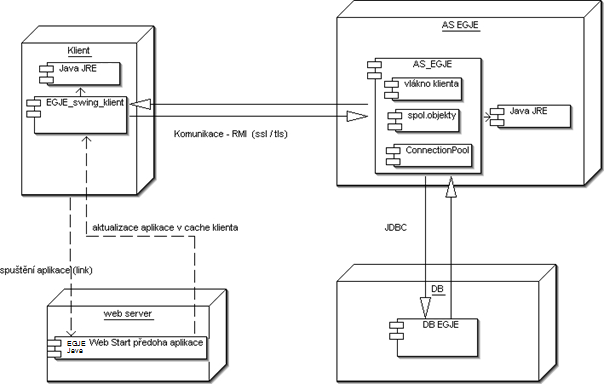 Klient
Java JRE
EGJE_swing_klient
AS EGJE
AS_EGJE
vlákno klienta
spol.objekty
ConnectionPool
Java JRE
Komunikace - RMI (ssl / tls)
aktualizace aplikace v cache klienta
JDBC
spuštění aplikace (link)
web server
EGJE Web Start předoha aplikace
Java
DB
DB EGJE